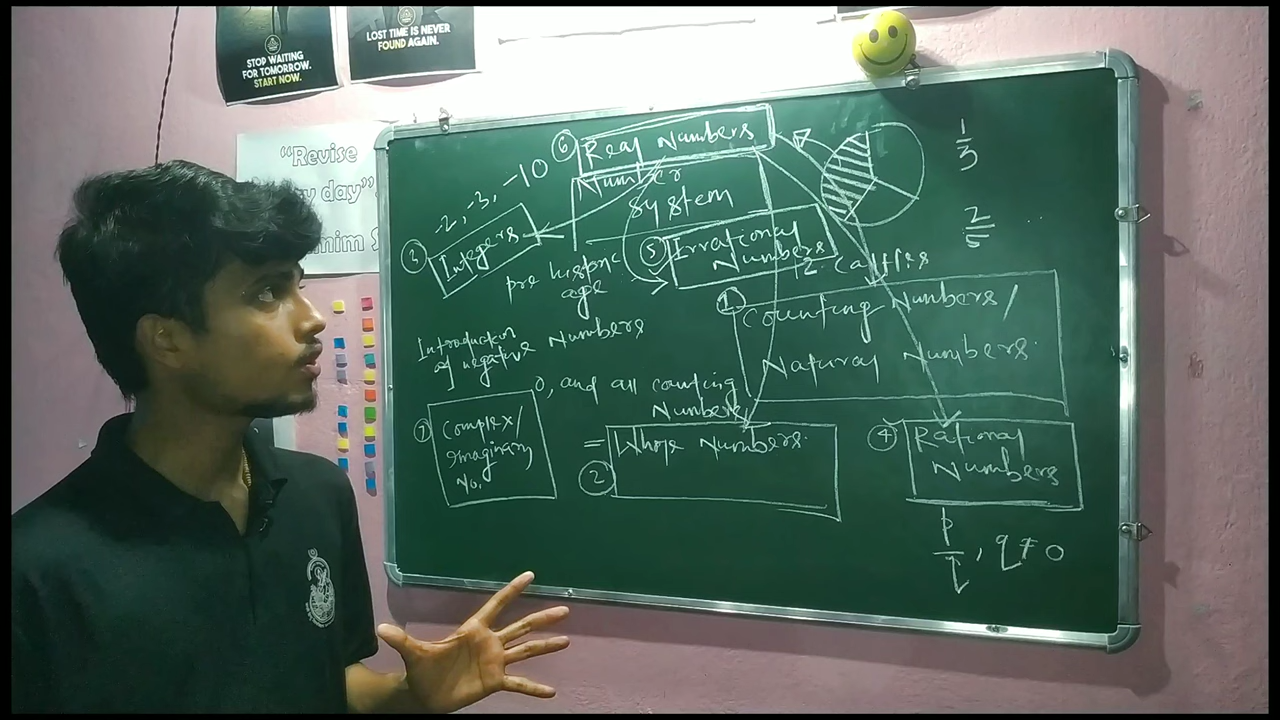 STOP WAITING
FOR TOMORROW.
START NOW.
LOST TIME IS NEVER
FOUND AGAIN.
"Revise
day"
⑥ Real Numbers
Number
System
-2, -3, -10
③ Integers
⑤ Irrational
Numbers
1/3
2/5 ..
pre
age
12
① Counting Numbers/
Natural Numbers.
Introduction
of negative Numbers
0, and all counting
Numbers
⑦ Complex/
Imaginary
No.
= Whole Numbers.
②
④ Rational
Numbers
p/q, q ≠ 0